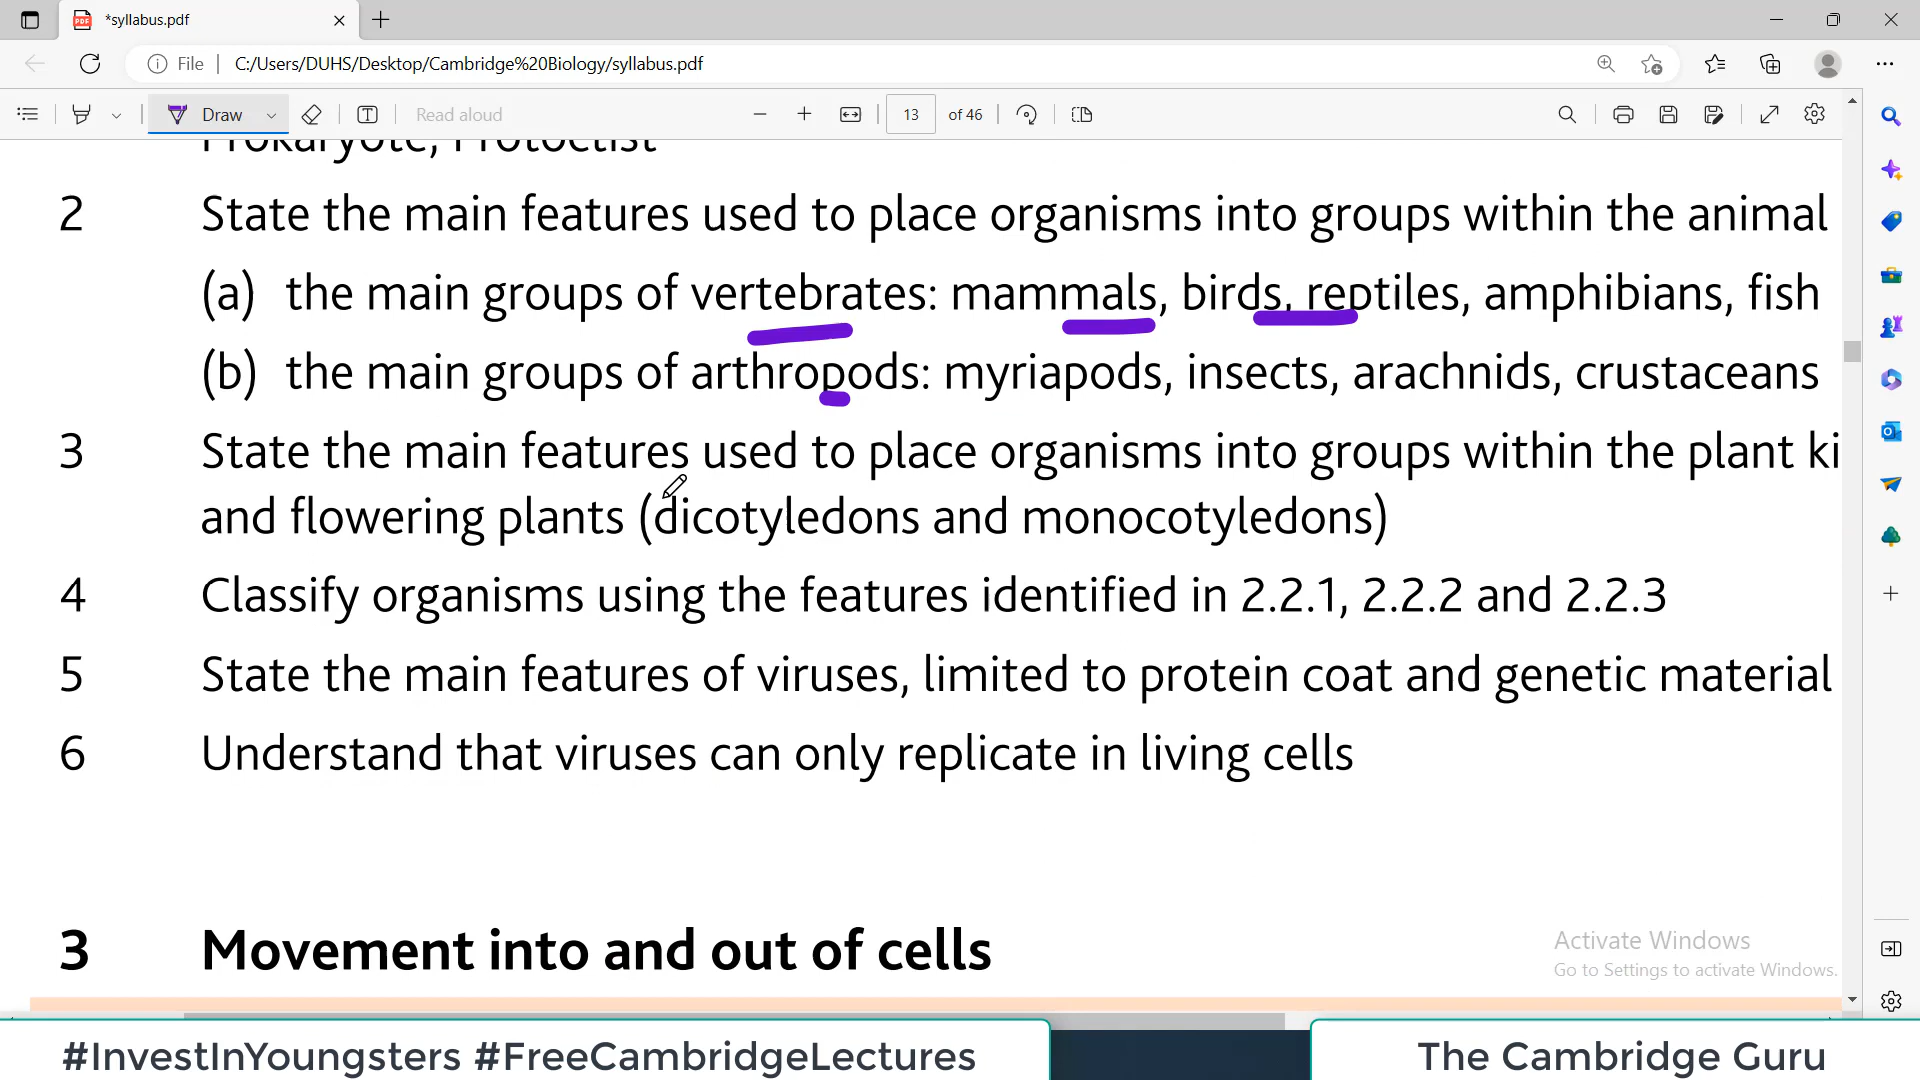 *syllabus.pdf
File
C:/Users/DUHS/Desktop/Cambridge%20Biology/syllabus.pdf
Draw
Read aloud
13 of 46
Prokaryote, Protoctist
2 State the main features used to place organisms into groups within the animal
(a) the main groups of vertebrates: mammals, birds, reptiles, amphibians, fish
(b) the main groups of arthropods: myriapods, insects, arachnids, crustaceans
3 State the main features used to place organisms into groups within the plant ki
and flowering plants (dicotyledons and monocotyledons)
4 Classify organisms using the features identified in 2.2.1, 2.2.2 and 2.2.3
5 State the main features of viruses, limited to protein coat and genetic material
6 Understand that viruses can only replicate in living cells
3 Movement into and out of cells
Activate Windows
Go to Settings to activate Windows.
#InvestInYoungsters #FreeCambridgeLectures
The Cambridge Guru